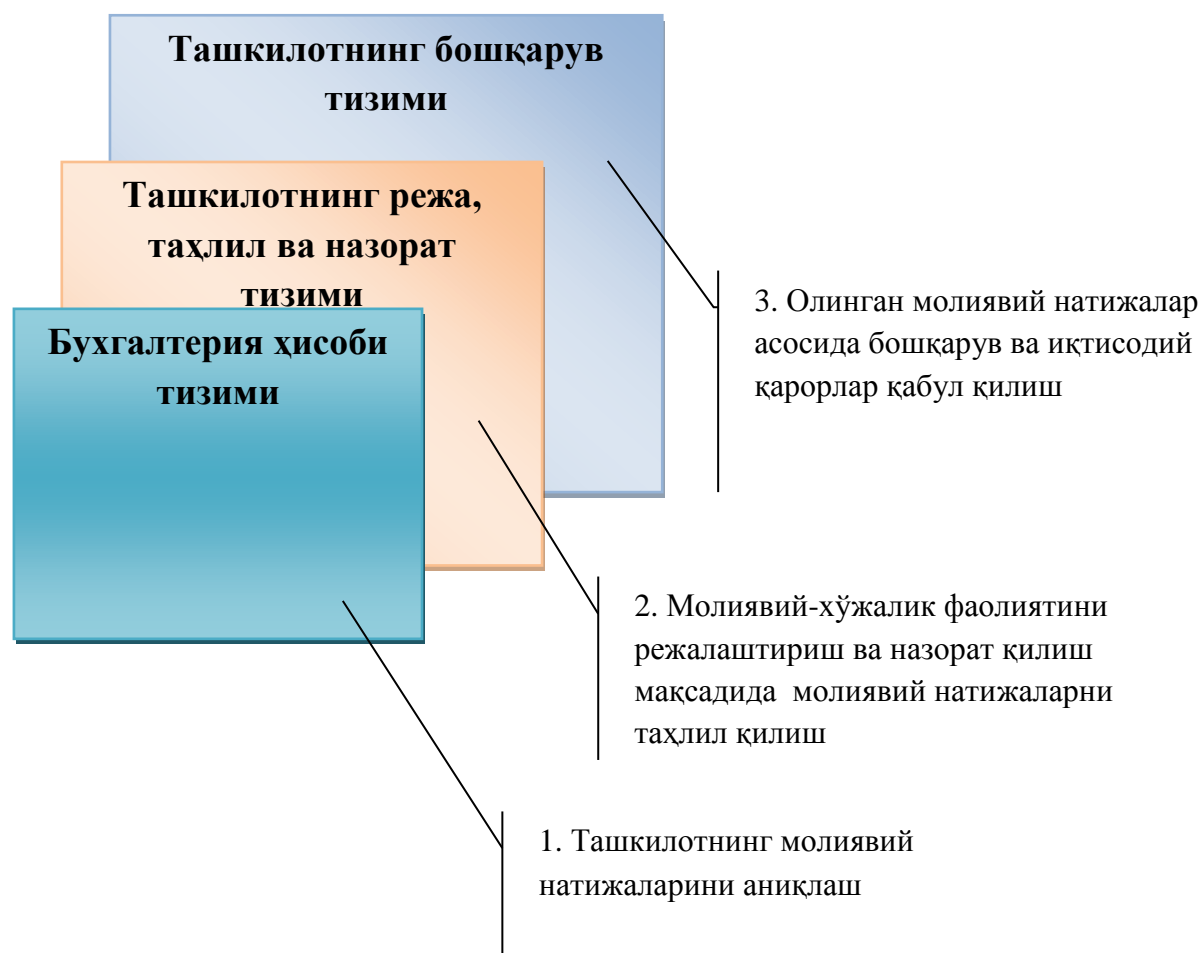 Ташкилотнинг бошқарув
тизими
Ташкилотнинг режа,
таҳлил ва назорат
тизими
Бухгалтерия ҳисоби
тизими
3. Олинган молиявий натижалар
асосида бошқарув ва иқтисодий
қарорлар қабул қилиш
2. Молиявий-хўжалик фаолиятини
режалаштириш ва назорат қилиш
мақсадида молиявий натижаларни
таҳлил қилиш
1. Ташкилотнинг молиявий
натижаларини аниқлаш